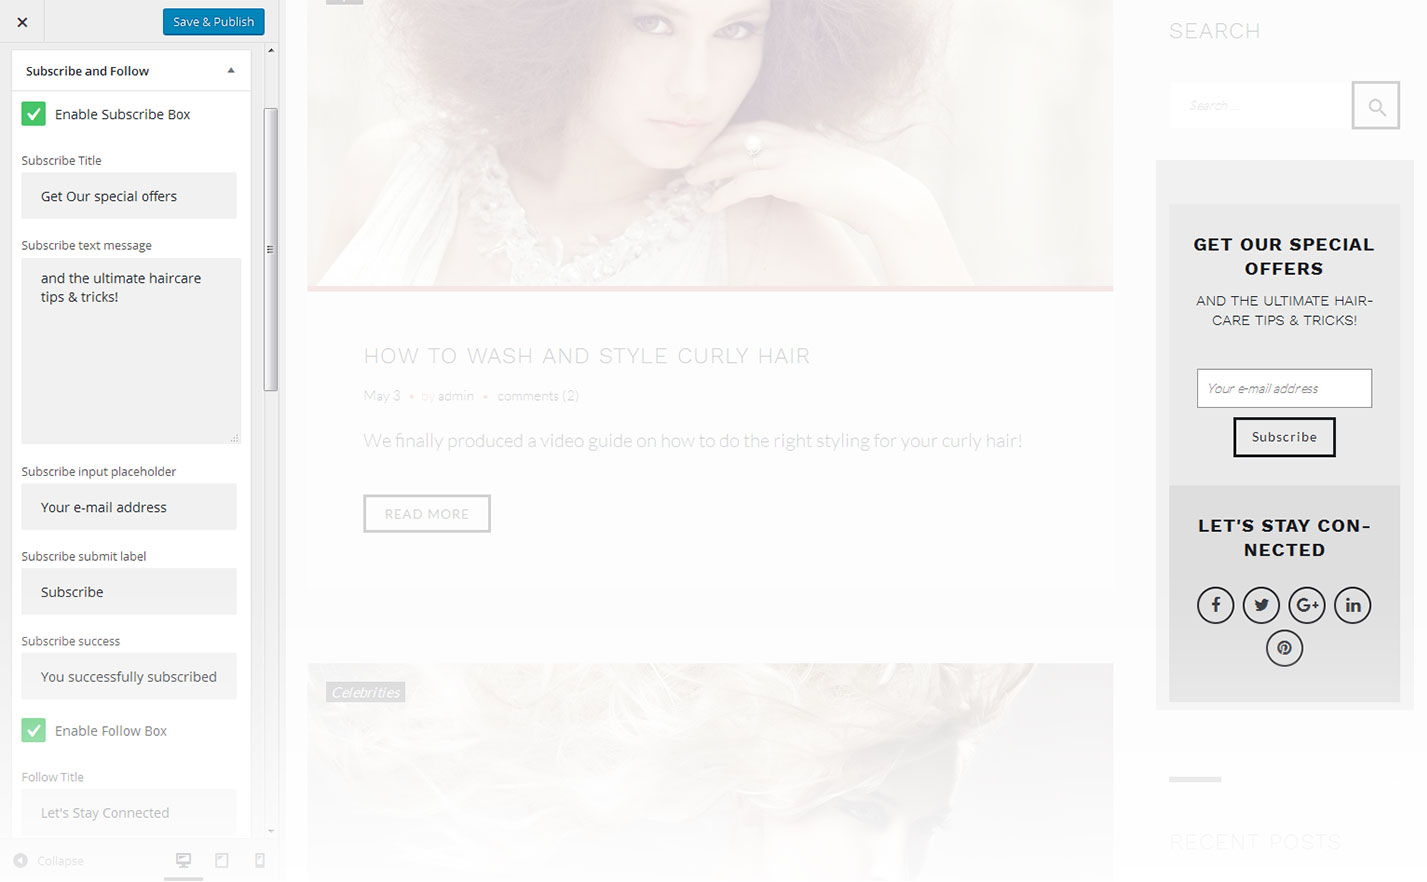 Save & Publish
Subscribe and Follow
Enable Subscribe Box
Subscribe Title
Get Our special offers
Subscribe text message
and the ultimate haircare
tips & tricks!
Subscribe input placeholder
Your e-mail address
Subscribe submit label
Subscribe
Subscribe success
You successfully subscribed
Enable Follow Box
Follow Title
Let's Stay Connected
Collapse
HOW TO WASH AND STYLE CURLY HAIR
May 3 • by admin • comments (2)
We finally produced a video guide on how to do the right styling for your curly hair!
READ MORE
Celebrities
SEARCH
Search ...
GET OUR SPECIAL
OFFERS
AND THE ULTIMATE HAIR-
CARE TIPS & TRICKS!
Your e-mail address
Subscribe
LET'S STAY CON-
NECTED
RECENT POSTS